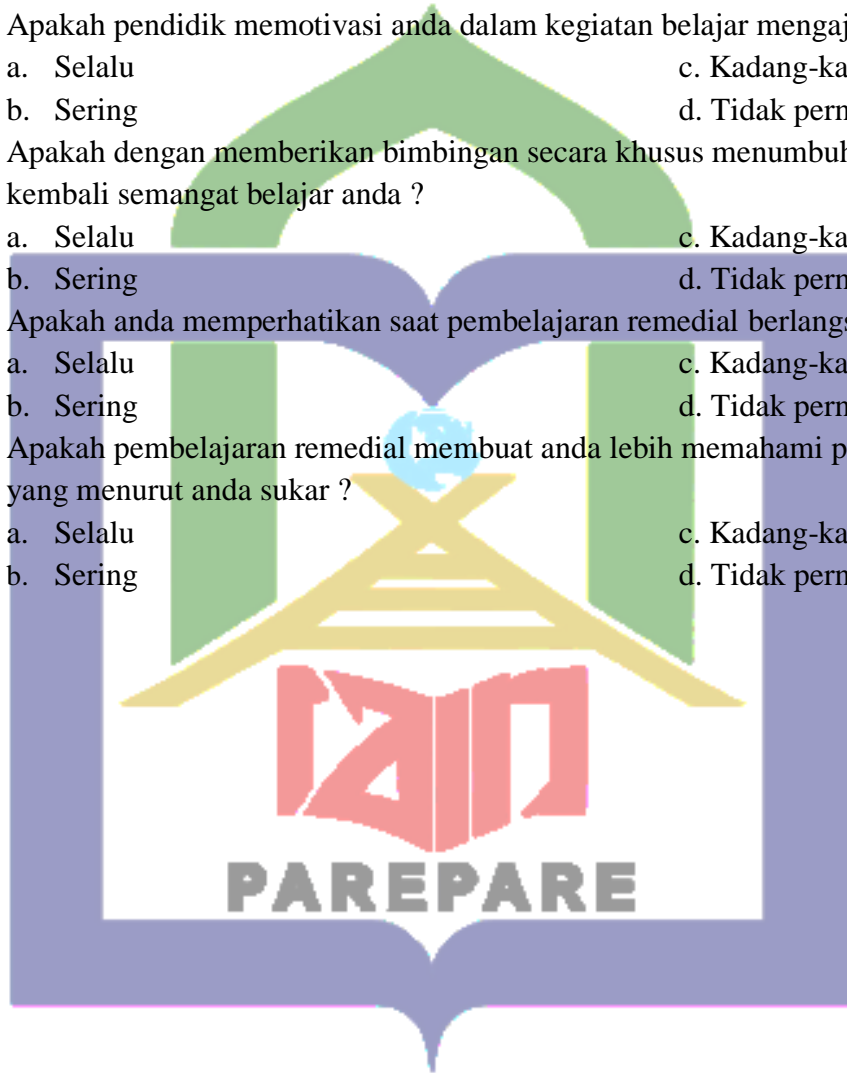 Apakah pendidik memotivasi anda dalam kegiatan belajar mengaj
a. Selalu c. Kadang-ka
b. Sering d. Tidak pern
Apakah dengan memberikan bimbingan secara khusus menumbuh
kembali semangat belajar anda ?
a. Selalu c. Kadang-ka
b. Sering d. Tidak pern
Apakah anda memperhatikan saat pembelajaran remedial berlangs
a. Selalu c. Kadang-ka
b. Sering d. Tidak pern
Apakah pembelajaran remedial membuat anda lebih memahami p
yang menurut anda sukar ?
a. Selalu c. Kadang-ka
b. Sering d. Tidak pern
iain
PAREPARE